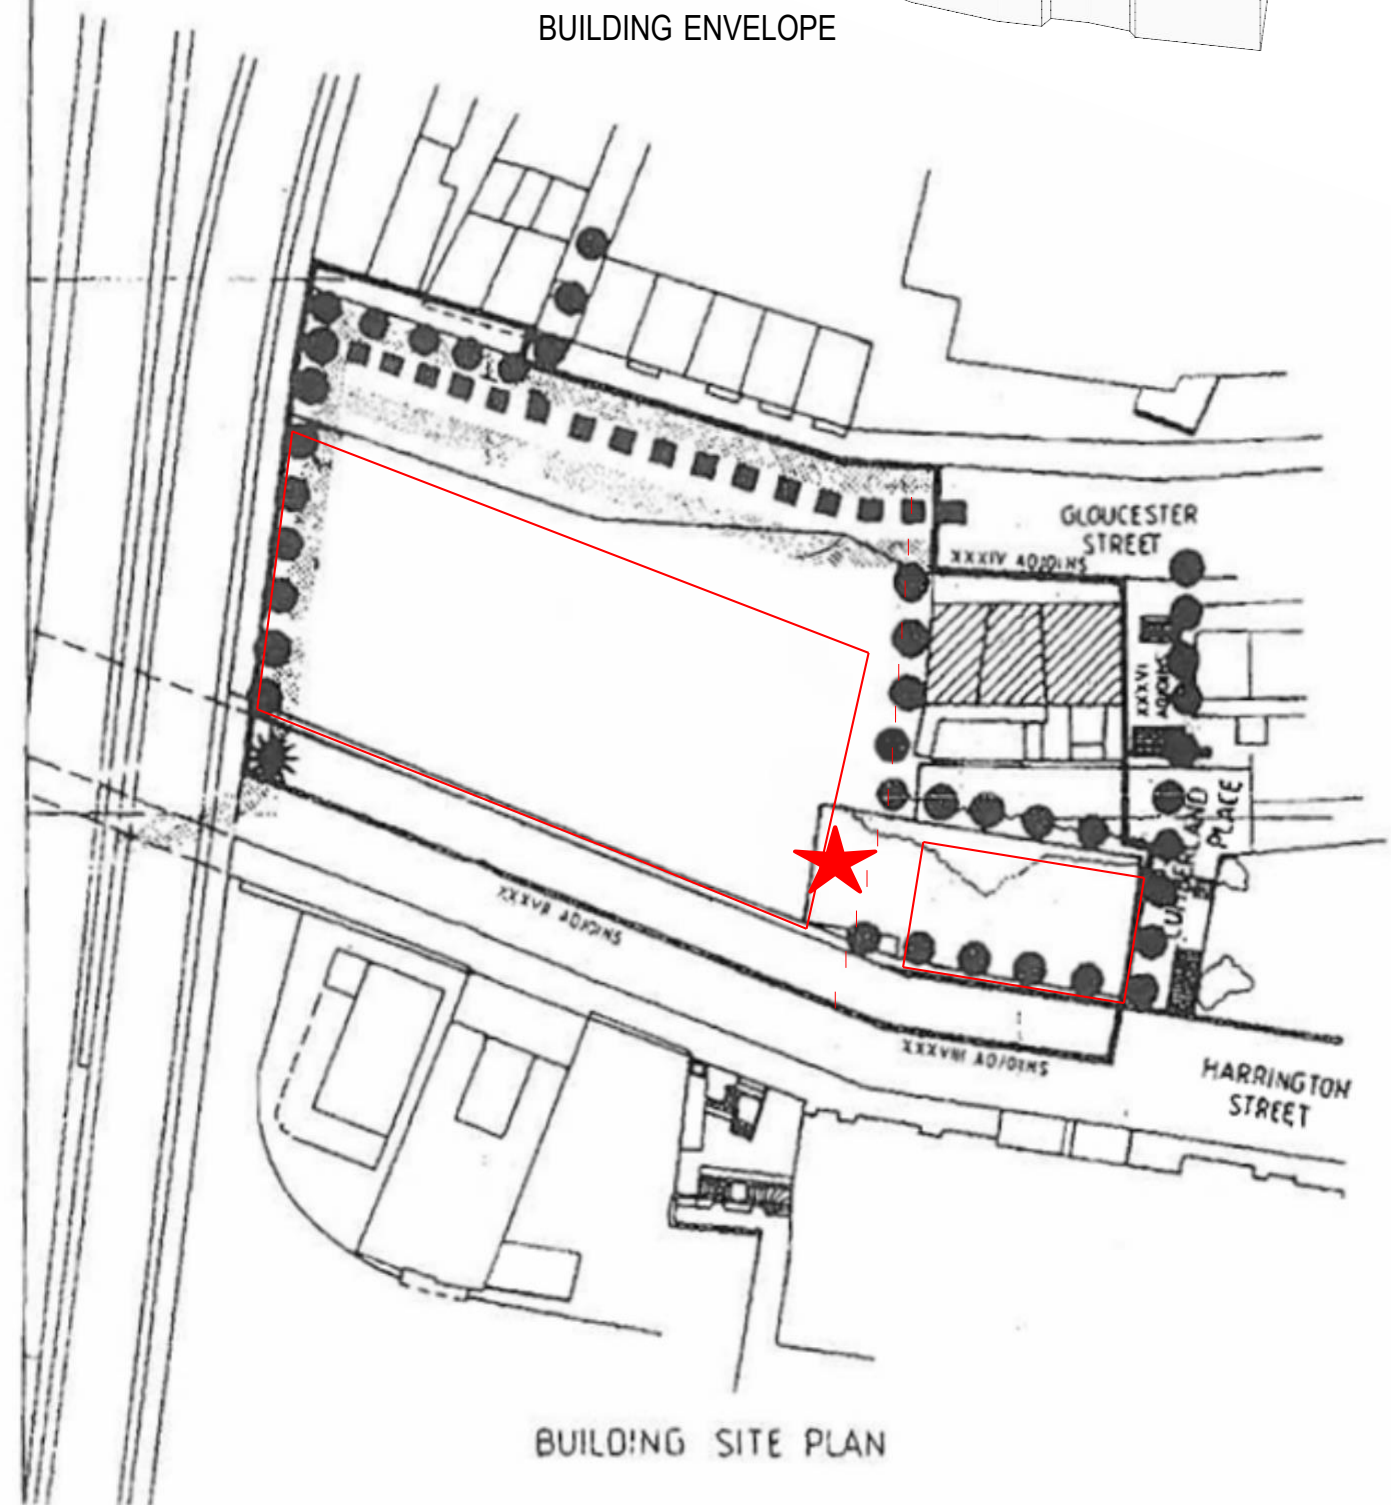 BUILDING ENVELOPE
GLOUCESTER
STREET
XXXIV ADJOINS
XXXVI
ADJOINS
CUMBERLAND
PLACE
XXXVII ADJOINS
XXXVIII ADJOINS
HARRINGTON
STREET
BUILDING SITE PLAN